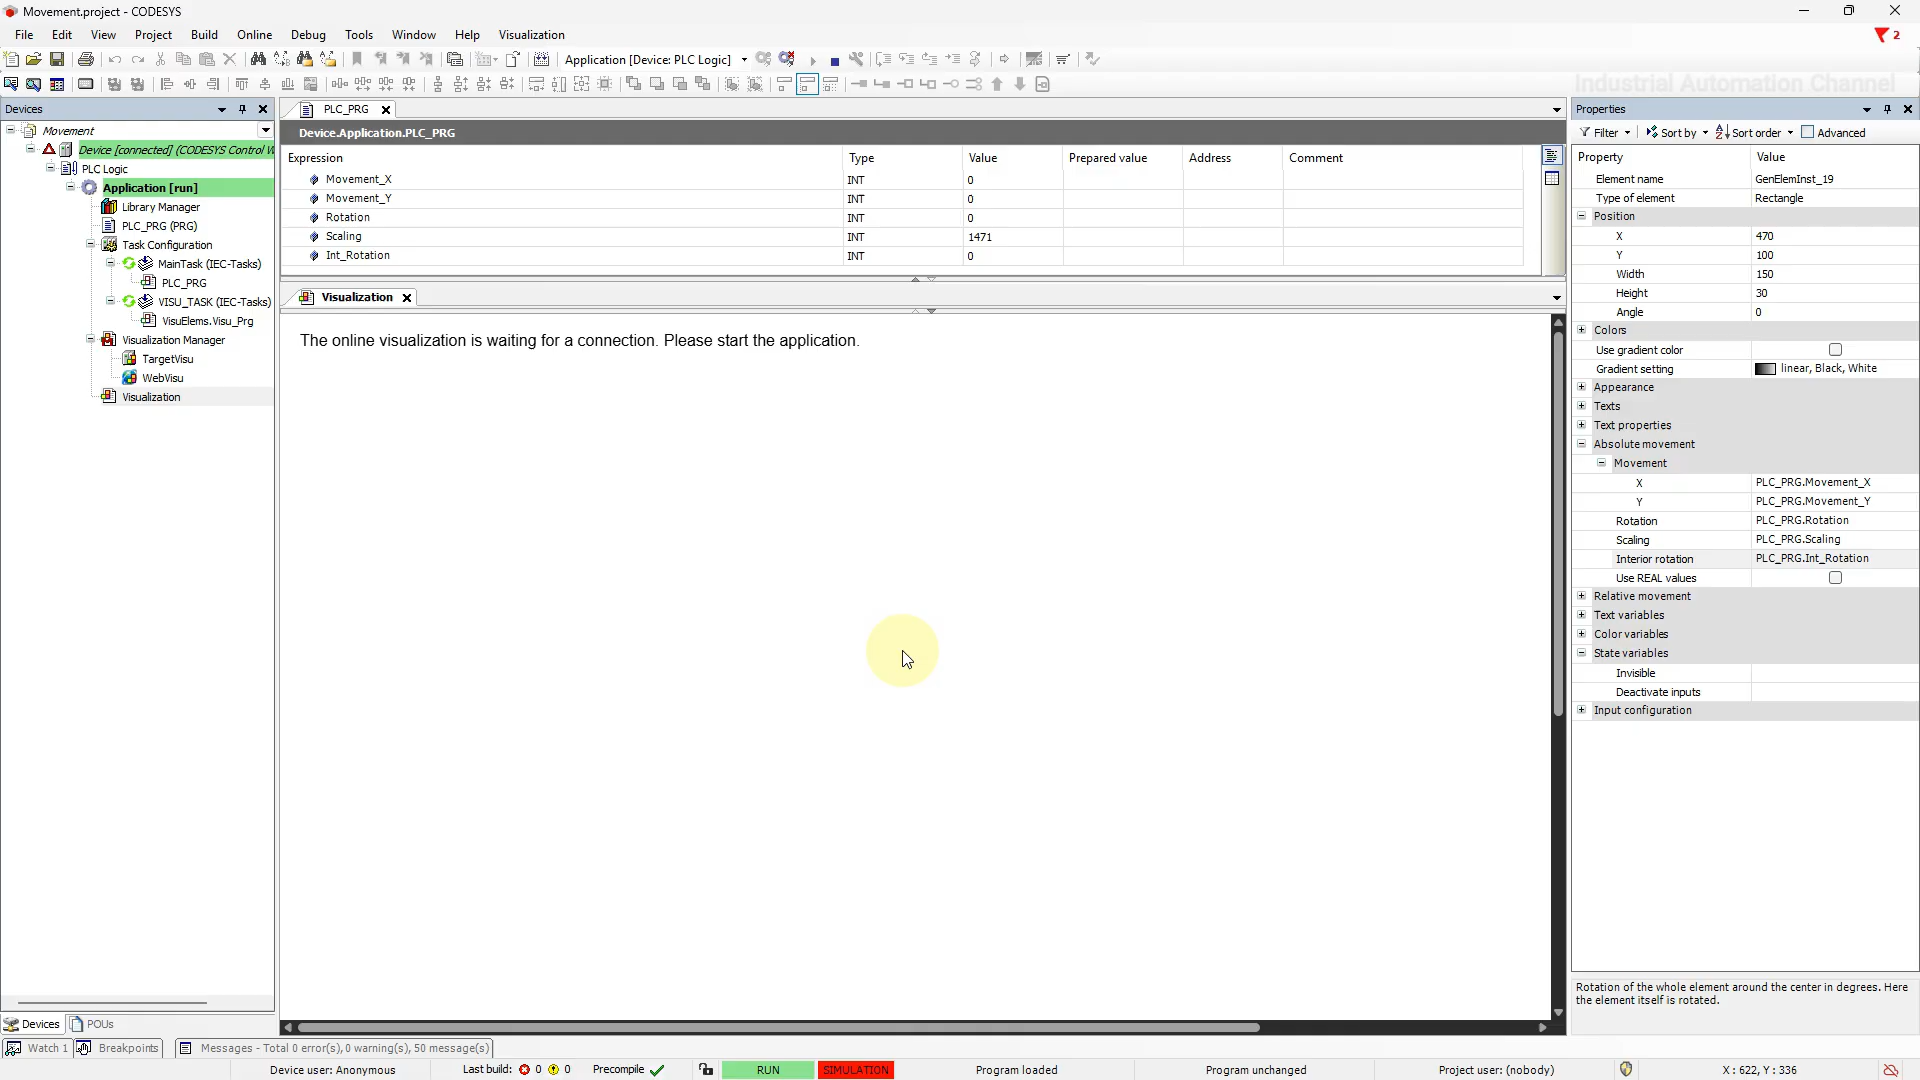 Movement.project - CODESYS
File Edit View Project Build Online Debug Tools Window Help Visualization
2
Application [Device: PLC Logic]
Industrial Automation Channel
Devices
Movement
Device [connected] (CODESYS Control W
PLC Logic
Application [run]
Library Manager
PLC_PRG (PRG)
Task Configuration
MainTask (IEC-Tasks)
PLC_PRG
VISU_TASK (IEC-Tasks)
VisuElems.Visu_Prg
Visualization Manager
TargetVisu
WebVisu
Visualization
Devices POUs
PLC_PRG
Device.Application.PLC_PRG
Expression Type Value Prepared value Address Comment
Movement_X INT 0
Movement_Y INT 0
Rotation INT 0
Scaling INT 1471
Int_Rotation INT 0
Visualization
The online visualization is waiting for a connection. Please start the application.
Properties
Filter Sort by Sort order Advanced
Property Value
Element name GenElemInst_19
Type of element Rectangle
Position
X 470
Y 100
Width 150
Height 30
Angle 0
Colors
Use gradient color
Gradient setting linear, Black, White
Appearance
Texts
Text properties
Absolute movement
Movement
X PLC_PRG.Movement_X
Y PLC_PRG.Movement_Y
Rotation PLC_PRG.Rotation
Scaling PLC_PRG.Scaling
Interior rotation PLC_PRG.Int_Rotation
Use REAL values
Relative movement
Text variables
Color variables
State variables
Invisible
Deactivate inputs
Input configuration
Rotation of the whole element around the center in degrees. Here
the element itself is rotated.
Watch 1 Breakpoints Messages - Total 0 error(s), 0 warning(s), 50 message(s)
Device user: Anonymous Last build: 0 0 Precompile RUN SIMULATION Program loaded Program unchanged Project user: (nobody) X : 622, Y : 336